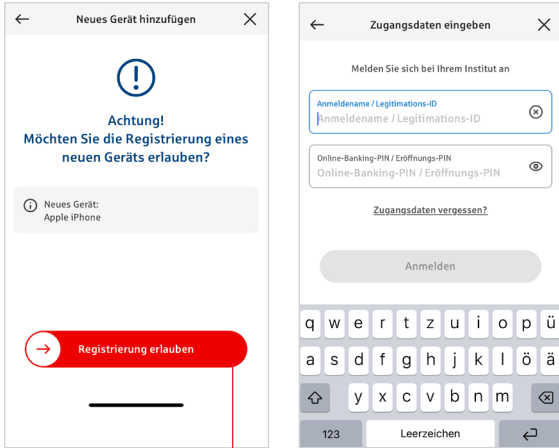 Neues Gerät hinzufügen
Achtung!
Möchten Sie die Registrierung eines
neuen Geräts erlauben?
Neues Gerät:
Apple iPhone
Registrierung erlauben
Zugangsdaten eingeben
Melden Sie sich bei Ihrem Institut an
Anmeldename / Legitimations-ID
Anmeldename / Legitimations-ID
Online-Banking-PIN / Eröffnungs-PIN
Online-Banking-PIN / Eröffnungs-PIN
Zugangsdaten vergessen?
Anmelden
q w e r t z u i o p ü
a s d f g h j k l ö ä
y x c v b n m
123 Leerzeichen